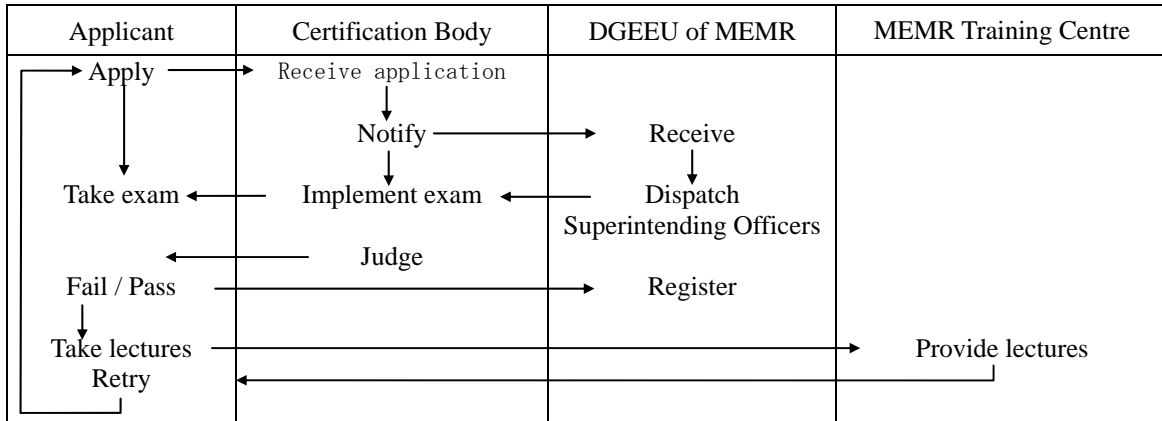 Applicant Certification Body DGEEU of MEMR MEMR Training Centre
Apply Receive application
Notify Receive
Take exam Implement exam Dispatch
Superintending Officers
Judge
Fail / Pass Register
Take lectures Provide lectures
Retry